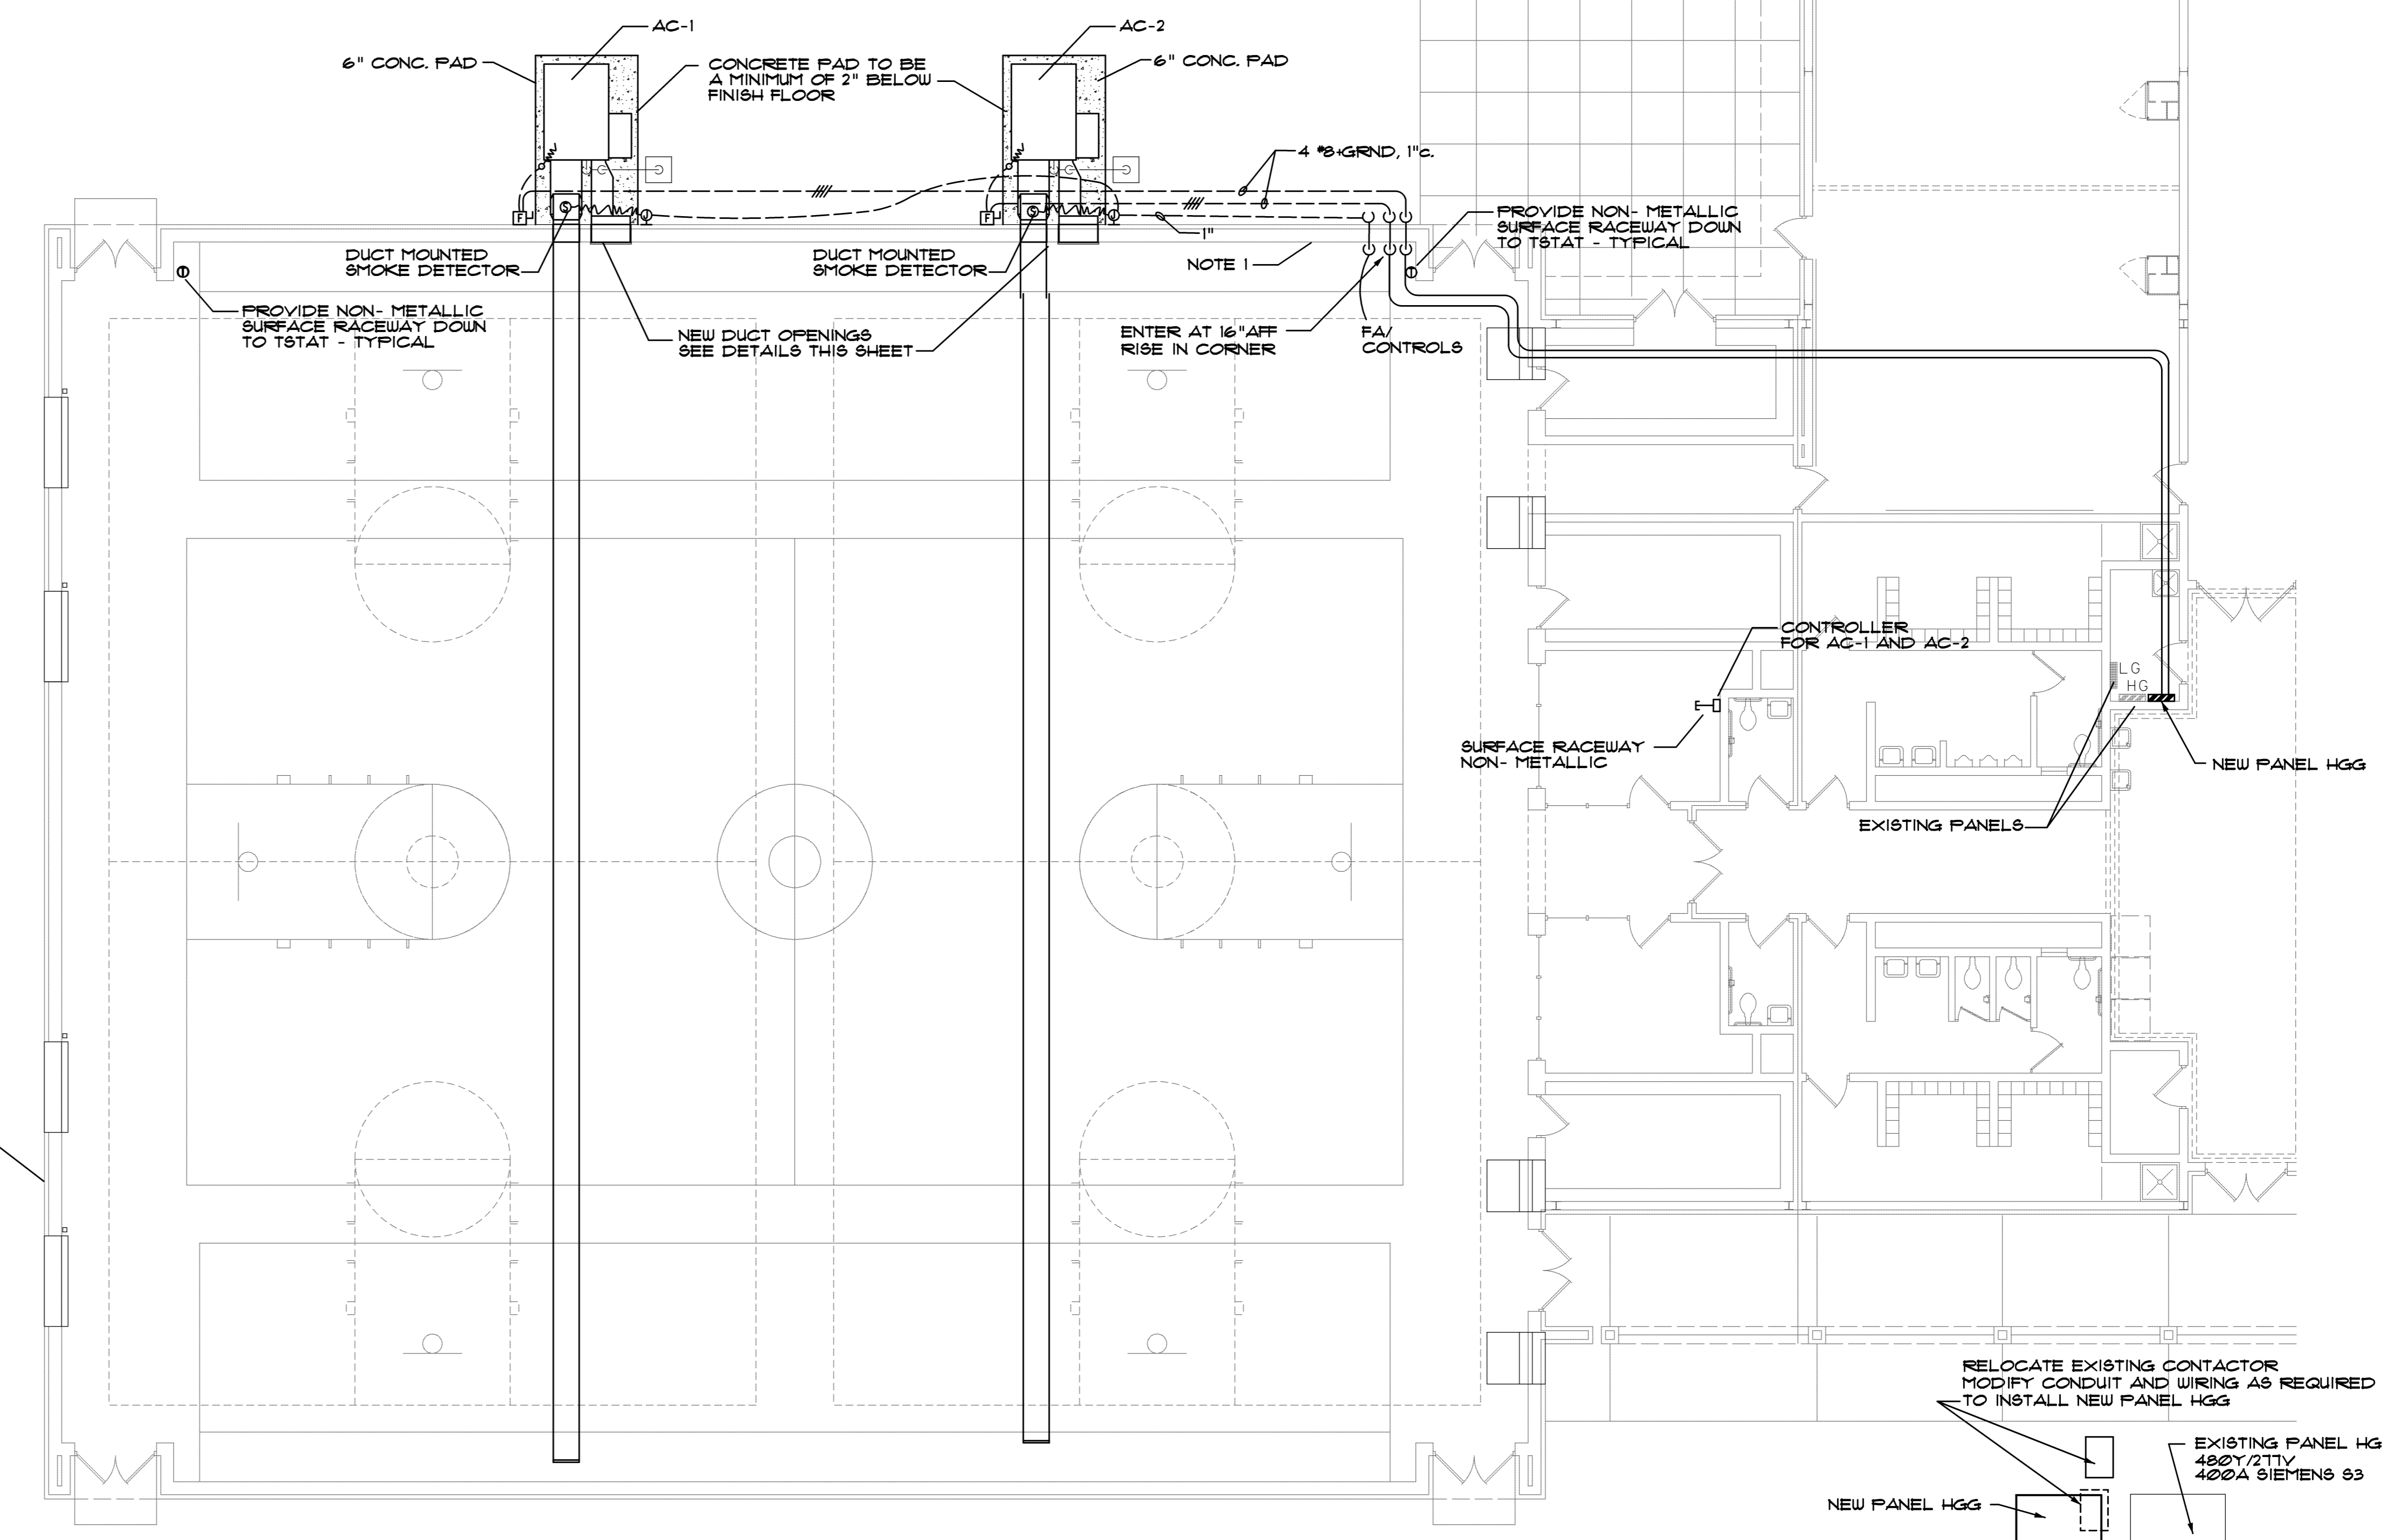 AC-1
AC-2
6" CONC. PAD
CONCRETE PAD TO BE
A MINIMUM OF 2" BELOW
FINISH FLOOR
6" CONC. PAD
4 #8+GRND, 1"c.
F
S
J
F
S
J
1"
PROVIDE NON-METALLIC
SURFACE RACEWAY DOWN
TO TSTAT - TYPICAL
DUCT MOUNTED
SMOKE DETECTOR
DUCT MOUNTED
SMOKE DETECTOR
NOTE 1
T
T
PROVIDE NON-METALLIC
SURFACE RACEWAY DOWN
TO TSTAT - TYPICAL
NEW DUCT OPENINGS
SEE DETAILS THIS SHEET
ENTER AT 16"AFF
RISE IN CORNER
FA/
CONTROLS
CONTROLLER
FOR AC-1 AND AC-2
LG
HG
SURFACE RACEWAY
NON-METALLIC
NEW PANEL HGG
EXISTING PANELS
RELOCATE EXISTING CONTACTOR
MODIFY CONDUIT AND WIRING AS REQUIRED
TO INSTALL NEW PANEL HGG
EXISTING PANEL HG
480Y/277V
400A SIEMENS S3
NEW PANEL HGG